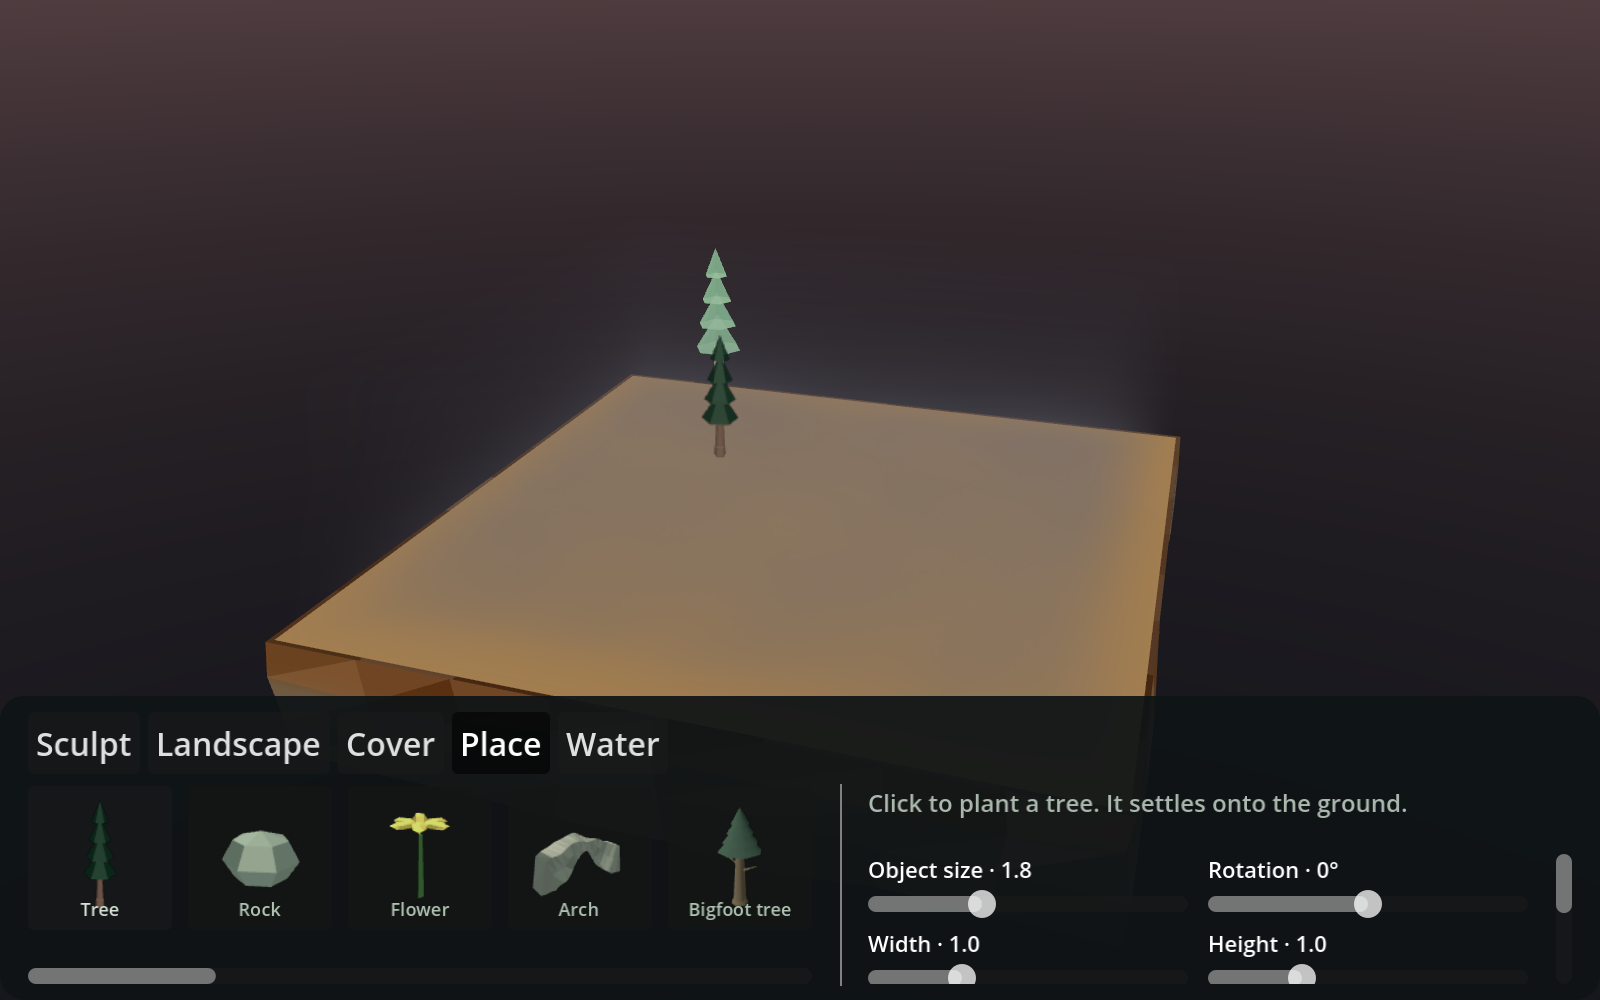 Sculpt Landscape Cover Place Water
Tree Rock Flower Arch Bigfoot tree
Click to plant a tree. It settles onto the ground.
Object size · 1.8 Rotation · 0°
Width · 1.0 Height · 1.0